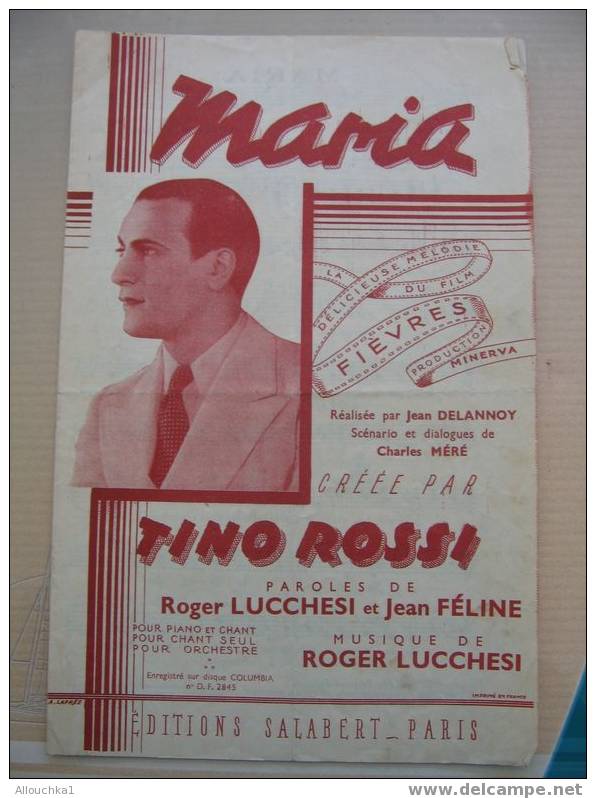 Maria
LA
DÉLICIEUSE MÉLODIE
DU FILM
FIÈVRES
PRODUCTION
MINERVA
Réalisée par Jean DELANNOY
Scénario et dialogues de
Charles MÉRÉ
CRÉÉE PAR
TINO ROSSI
PAROLES DE
Roger LUCCHESI et Jean FÉLINE
POUR PIANO ET CHANT
POUR CHANT SEUL
POUR ORCHESTRE
MUSIQUE DE
ROGER LUCCHESI
Enregistré sur disque COLUMBIA
n° D. F. 2845
IMPRIMÉ EN FRANCE
ÉDITIONS SALABERT_PARIS
Allouchka1
www.delcampe.net